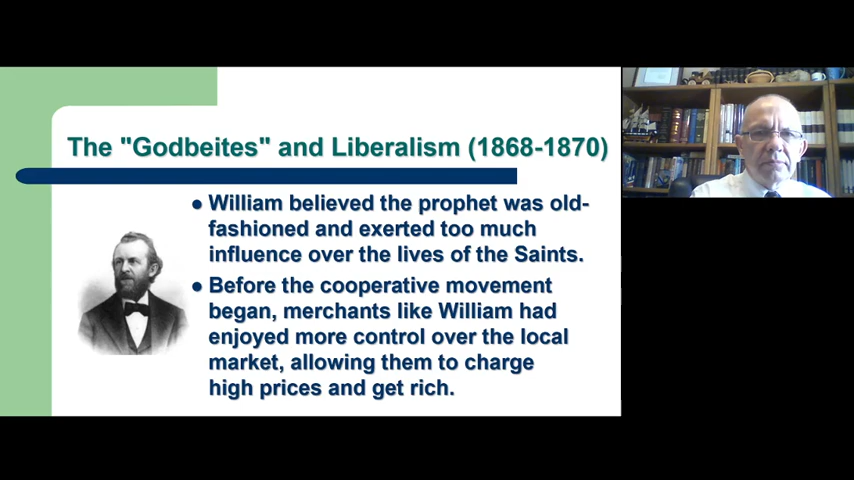 The "Godbeites" and Liberalism (1868-1870)
● William believed the prophet was old-
fashioned and exerted too much
influence over the lives of the Saints.
● Before the cooperative movement
began, merchants like William had
enjoyed more control over the local
market, allowing them to charge
high prices and get rich.